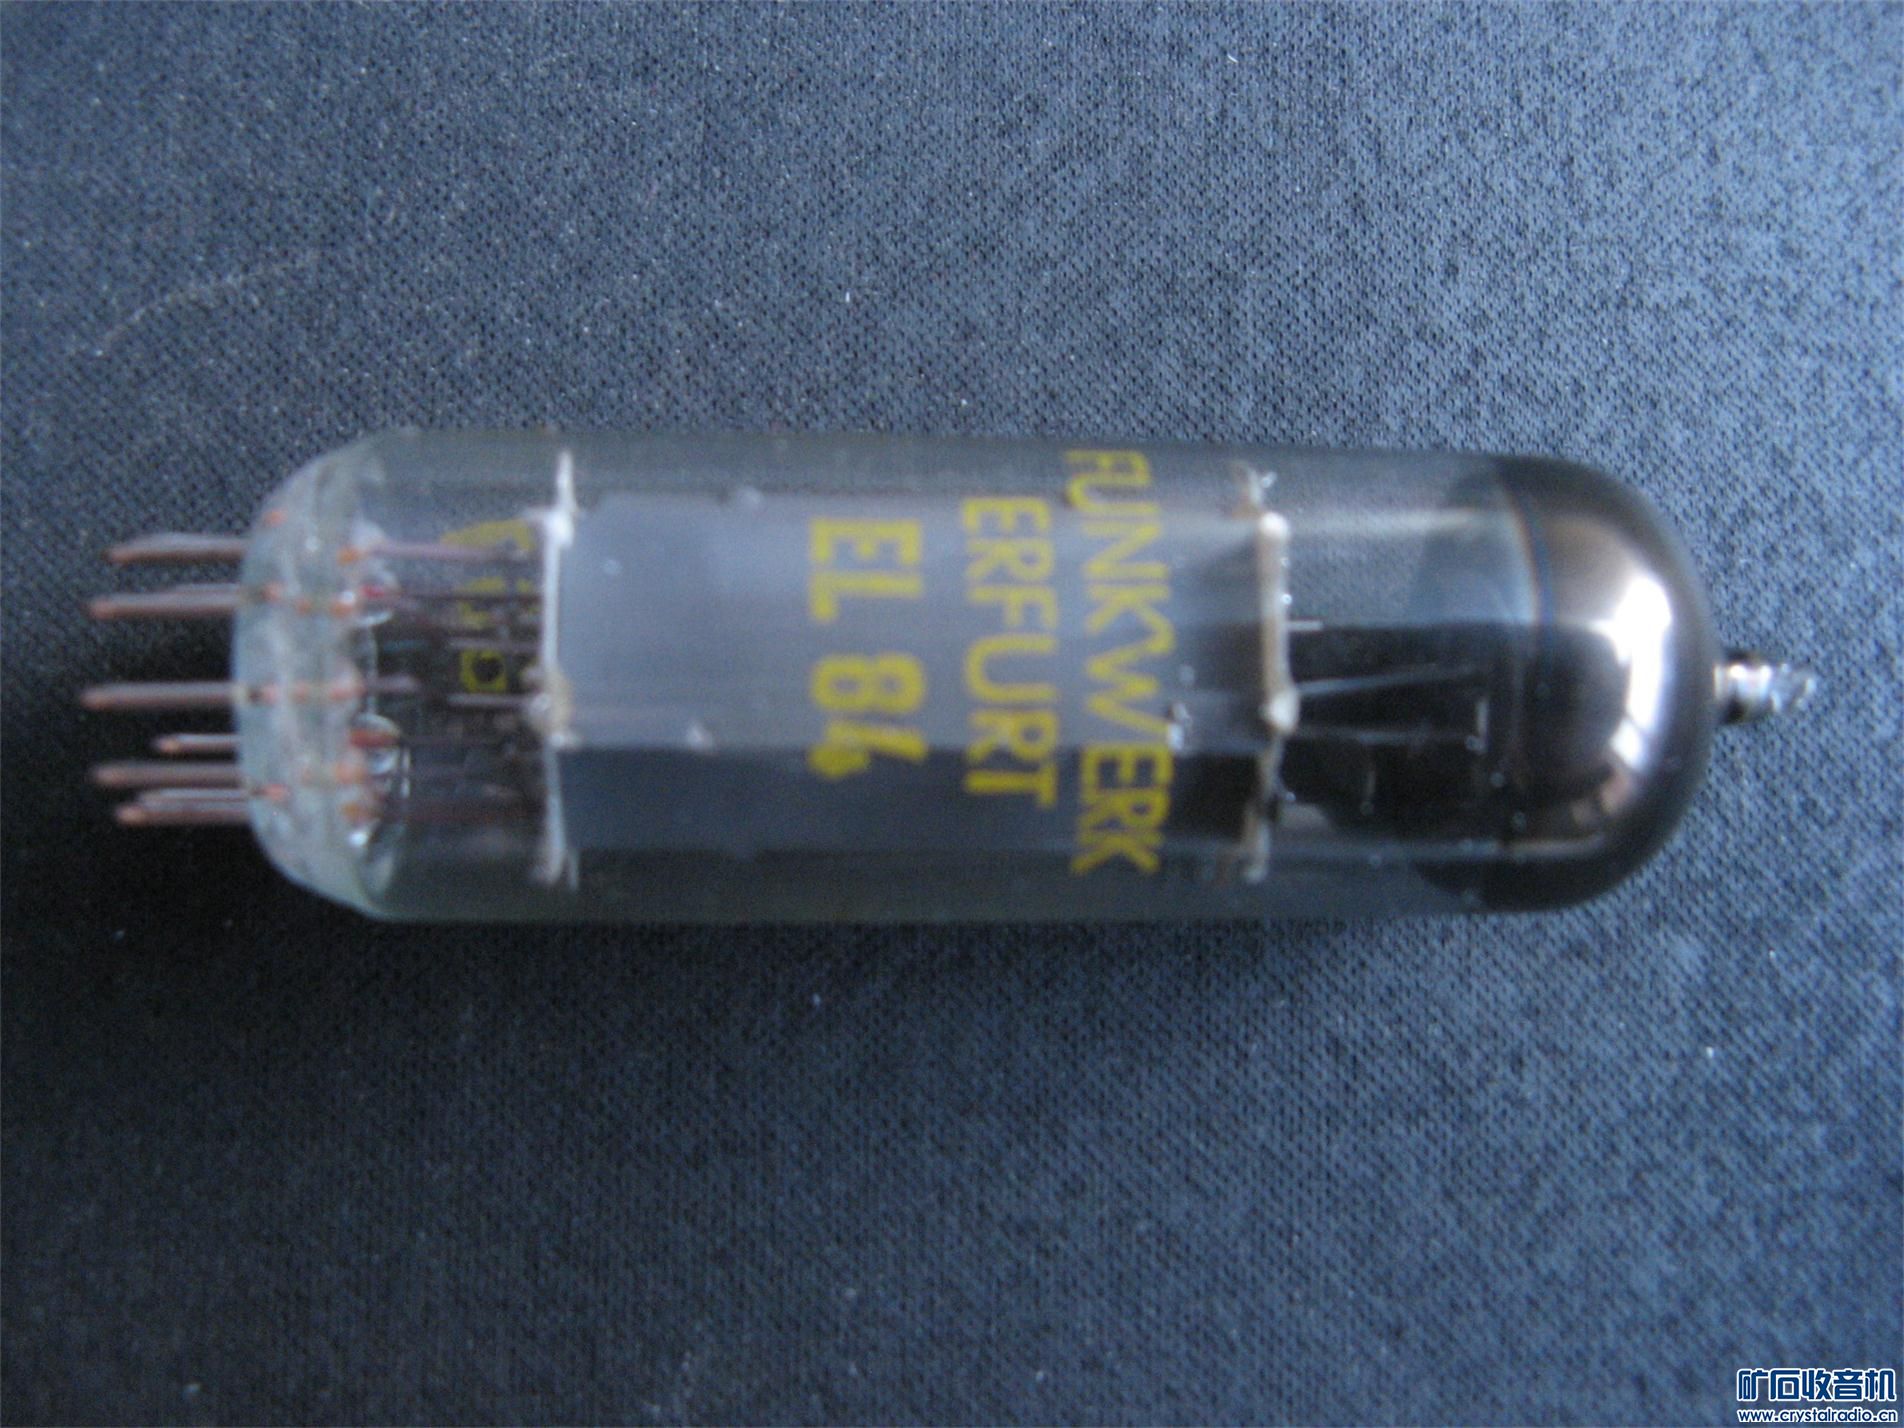 FUNKWERK
ERFURT
EL 84
矿石收音机
www.crystalradio.cn